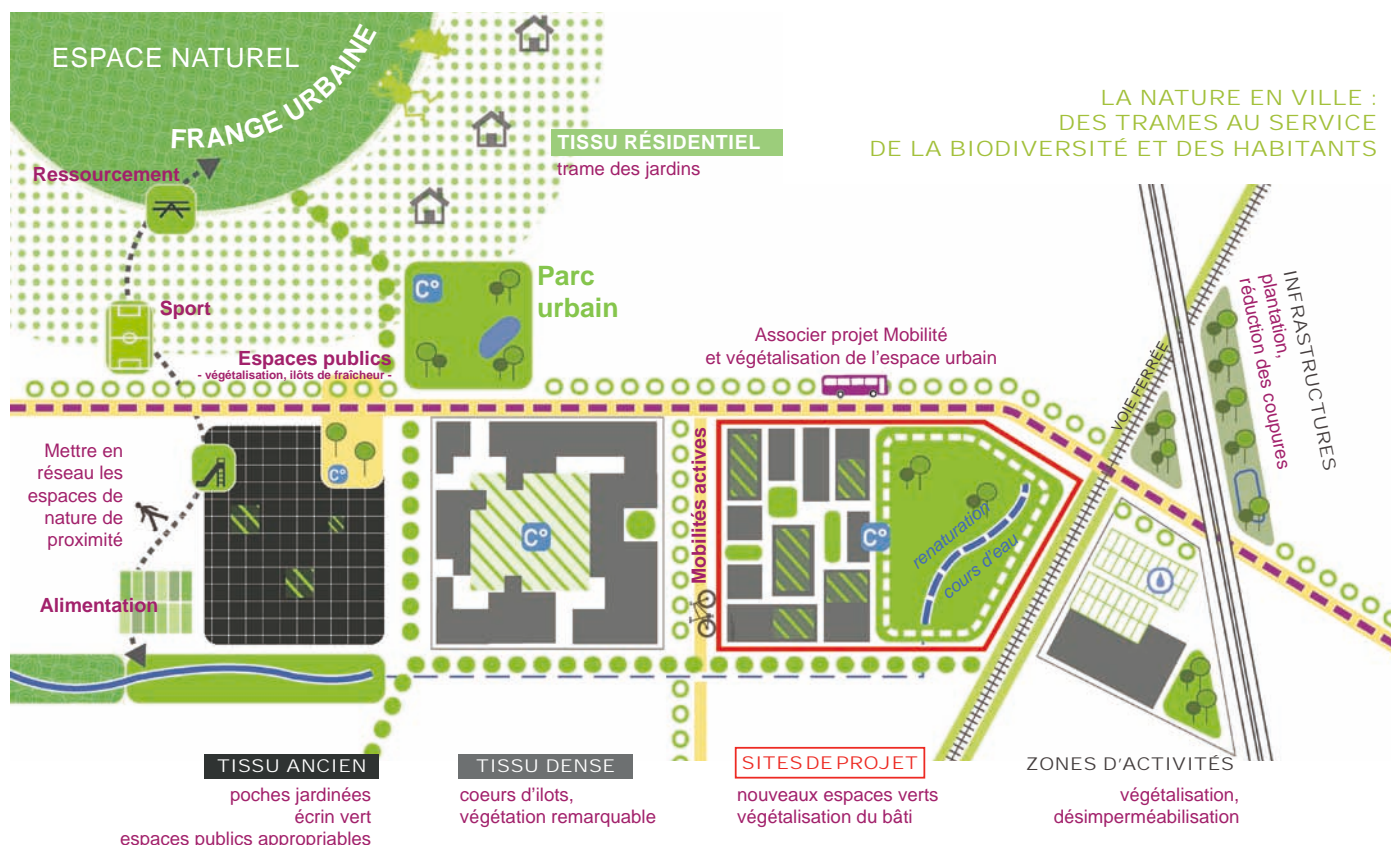 ESPACE NATUREL
FRANGE URBAINE
LA NATURE EN VILLE :
DES TRAMES AU SERVICE
DE LA BIODIVERSITÉ ET DES HABITANTS
TISSU RÉSIDENTIEL
trame des jardins
Ressourcement
Sport
Parc
urbain
C°
Espaces publics
- végétalisation, ilôts de fraîcheur -
Associer projet Mobilité
et végétalisation de l'espace urbain
VOIE FERRÉE
INFRASTRUCTURES
plantation,
réduction des coupures
Mettre en
réseau les
espaces de
nature de
proximité
C°
C°
Mobilités actives
C°
renaturation
cours d'eau
Alimentation
TISSU ANCIEN
poches jardinées
écrin vert
espaces publics appropriables
TISSU DENSE
coeurs d'ilots,
végétation remarquable
SITES DE PROJET
nouveaux espaces verts
végétalisation du bâti
ZONES D'ACTIVITÉS
végétalisation,
désimperméabilisation